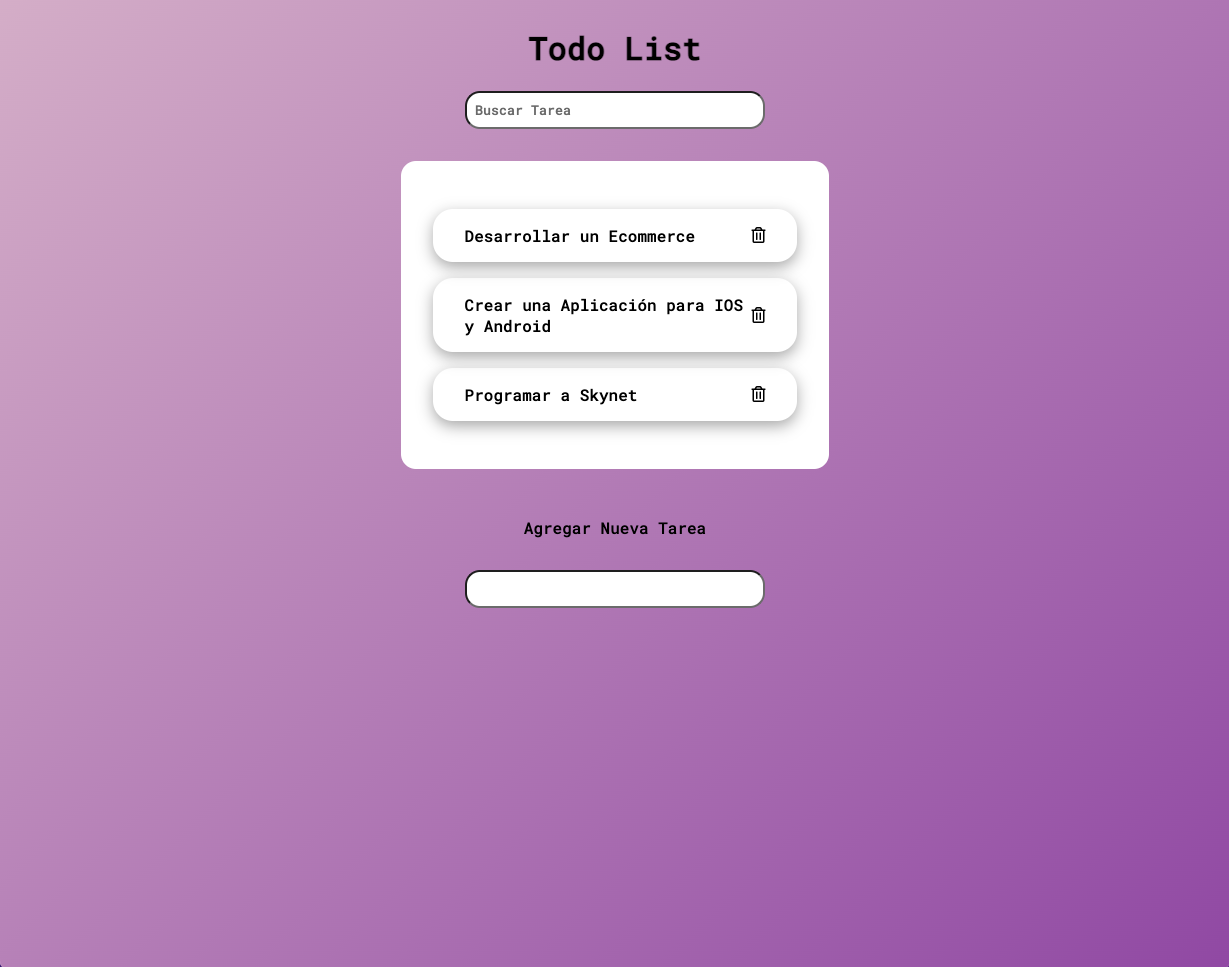 Todo List
Buscar Tarea
Desarrollar un Ecommerce
Crear una Aplicación para IOS
y Android
Programar a Skynet
Agregar Nueva Tarea